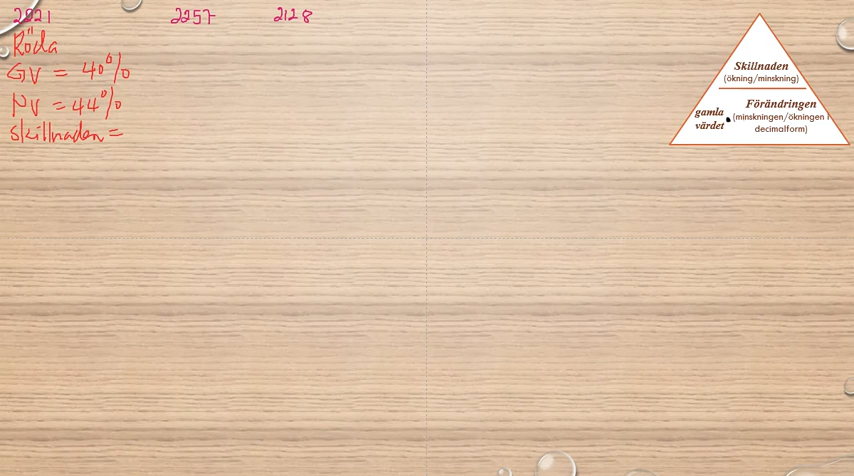 2021 2257 2128
Röda
GV = 40%
NV = 44%
skillnaden =
Skillnaden
(ökning/minskning)
gamla
värdet
Förändringen
(minskningen/ökningen i
decimalform)